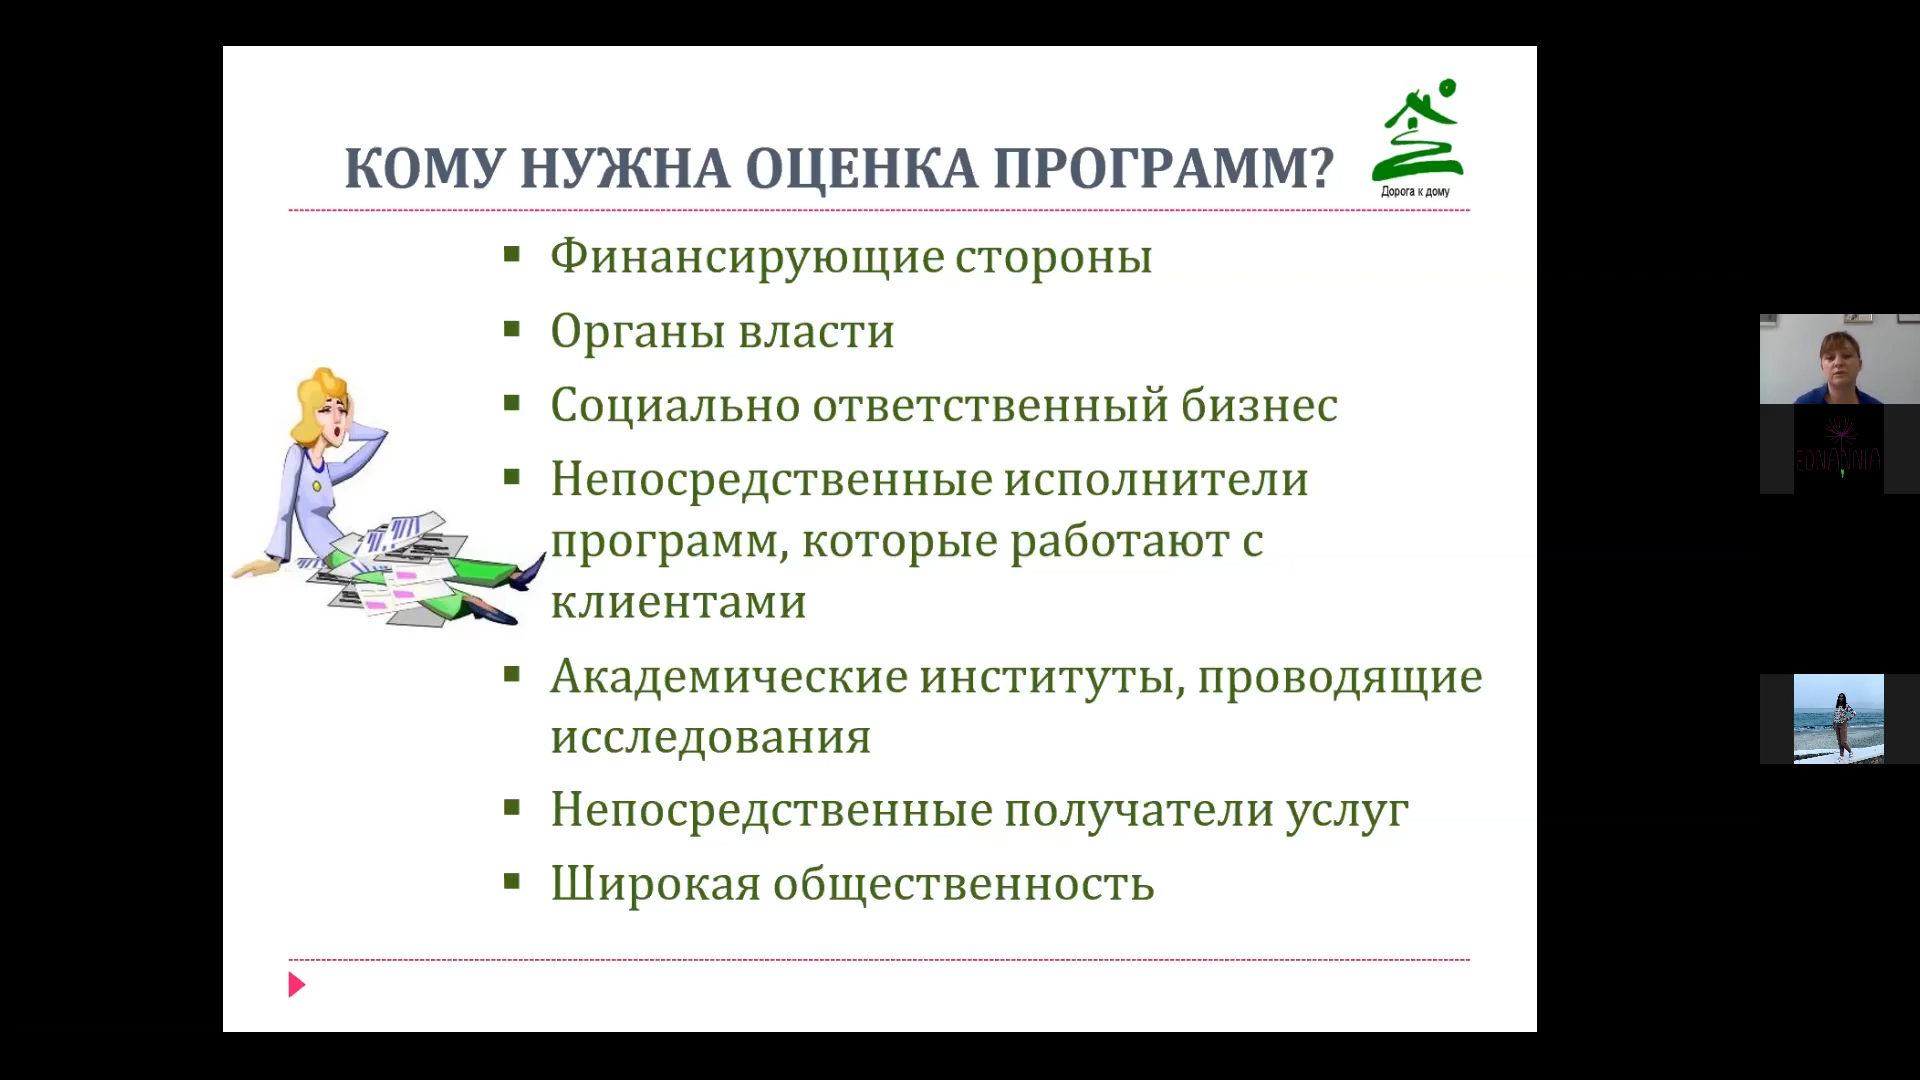 КОМУ НУЖНА ОЦЕНКА ПРОГРАММ?
Дорога к дому
Финансирующие стороны
Органы власти
Социально ответственный бизнес
Непосредственные исполнители
программ, которые работают с
клиентами
Академические институты, проводящие
исследования
Непосредственные получатели услуг
Широкая общественность
EDNANNIA